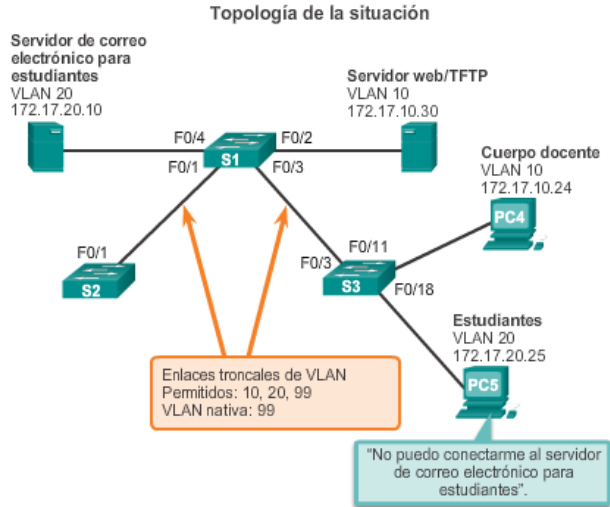 Topología de la situación
Servidor de correo
electrónico para
estudiantes
VLAN 20
172.17.20.10
Servidor web/TFTP
VLAN 10
172.17.10.30
F0/4
F0/2
S1
F0/1
F0/3
Cuerpo docente
VLAN 10
172.17.10.24
PC4
F0/1
S2
F0/11
F0/3
S3
F0/18
Estudiantes
VLAN 20
172.17.20.25
PC5
Enlaces troncales de VLAN
Permitidos: 10, 20, 99
VLAN nativa: 99
"No puedo conectarme al servidor
de correo electrónico para
estudiantes".